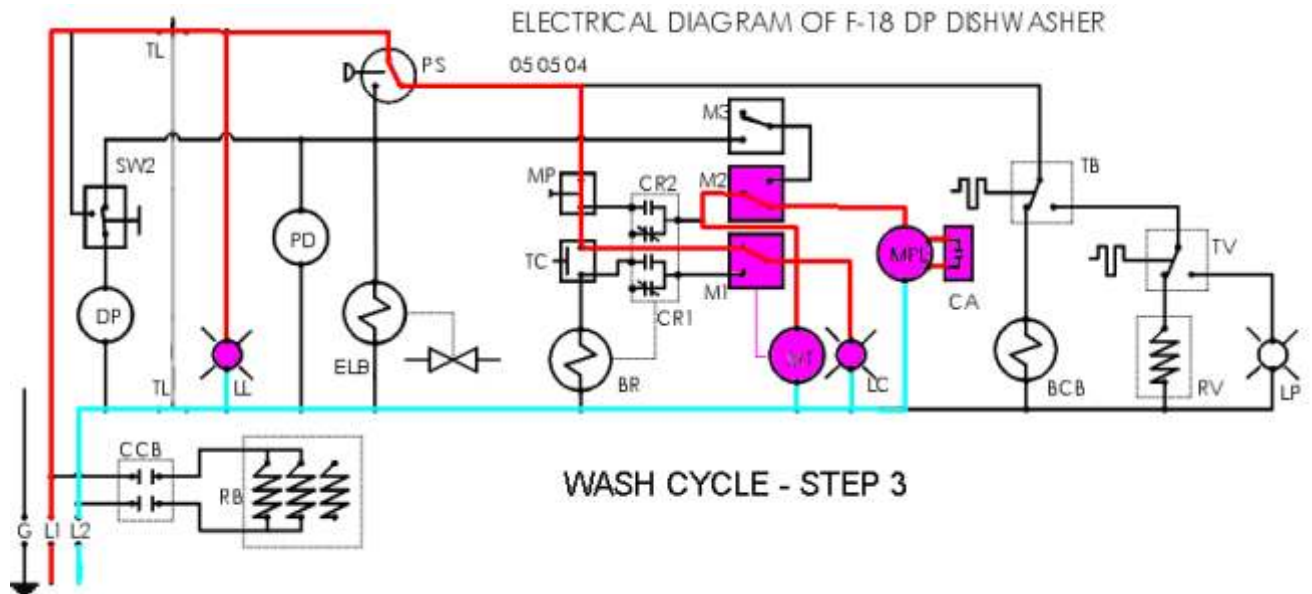 ELECTRICAL DIAGRAM OF F-18 DP DISHWASHER
TL
PS
05 05 04
M3
SW2
MP
CR2
M2
TB
PD
TC
M1
MPL
CA
TV
DP
CR1
ELB
BR
LC
LL
BCB
RV
LP
TL
CCB
RB
WASH CYCLE - STEP 3
G L1 L2